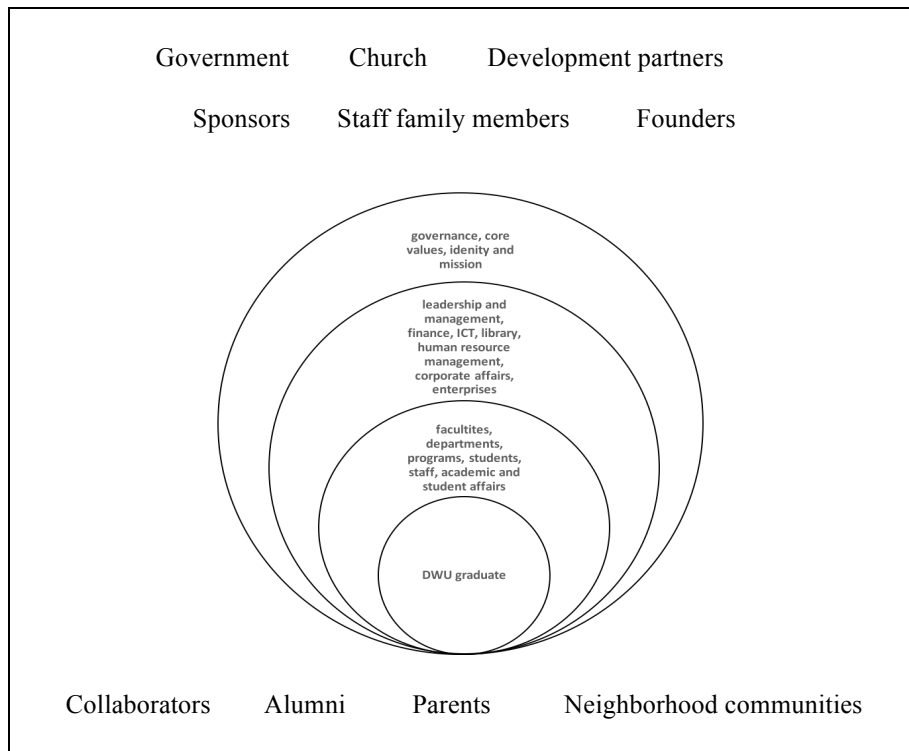 Government Church Development partners
Sponsors Staff family members Founders
governance, core
values, idenity and
mission
leadership and
management,
finance, ICT, library,
human resource
management,
corporate affairs,
enterprises
facultites,
departments,
programs, students,
staff, academic and
student affairs
DWU graduate
Collaborators Alumni Parents Neighborhood communities